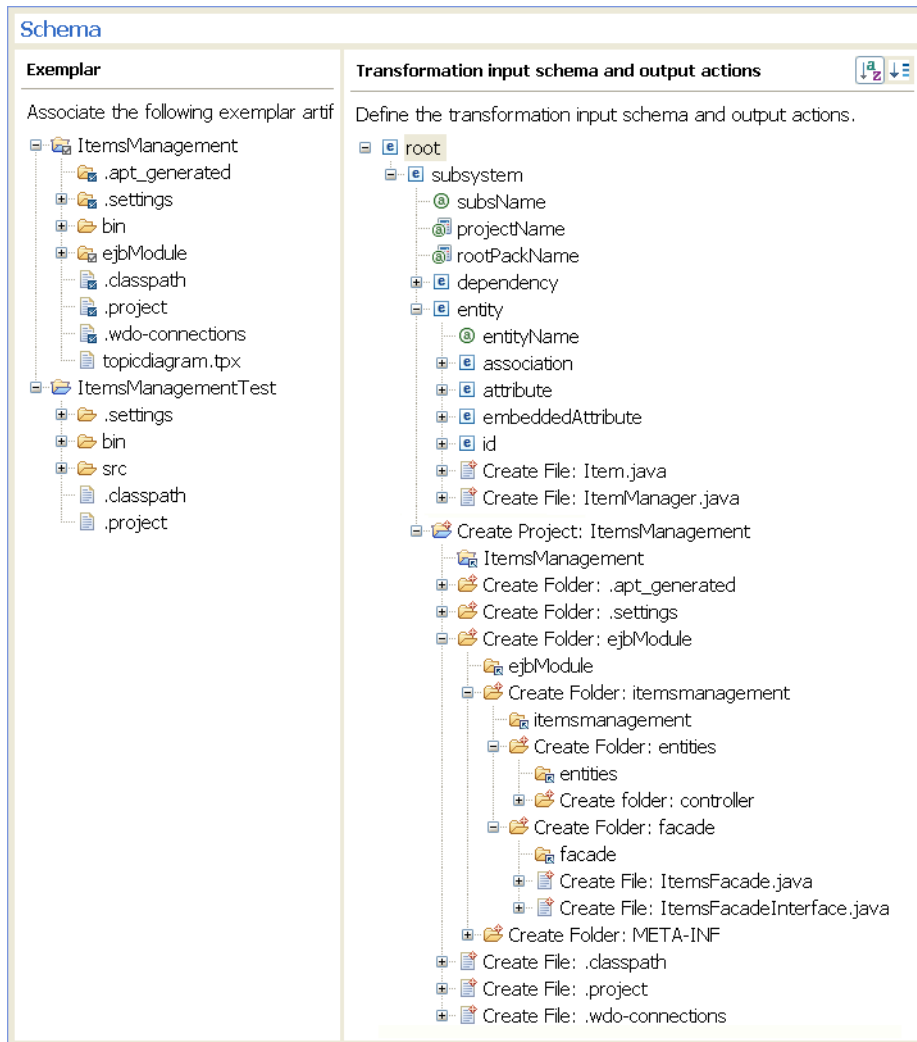 Schema
Exemplar
Associate the following exemplar artif
ItemsManagement
.apt_generated
.settings
bin
ejbModule
.classpath
.project
.wdo-connections
topicdiagram.tpx
ItemsManagementTest
.settings
bin
src
.classpath
.project
Transformation input schema and output actions
Define the transformation input schema and output actions.
root
subsystem
subsName
projectName
rootPackName
dependency
entity
entityName
association
attribute
embeddedAttribute
id
Create File: Item.java
Create File: ItemManager.java
Create Project: ItemsManagement
ItemsManagement
Create Folder: .apt_generated
Create Folder: .settings
Create Folder: ejbModule
ejbModule
Create Folder: itemsmanagement
itemsmanagement
Create Folder: entities
entities
Create folder: controller
Create Folder: facade
facade
Create File: ItemsFacade.java
Create File: ItemsFacadeInterface.java
Create Folder: META-INF
Create File: .classpath
Create File: .project
Create File: .wdo-connections